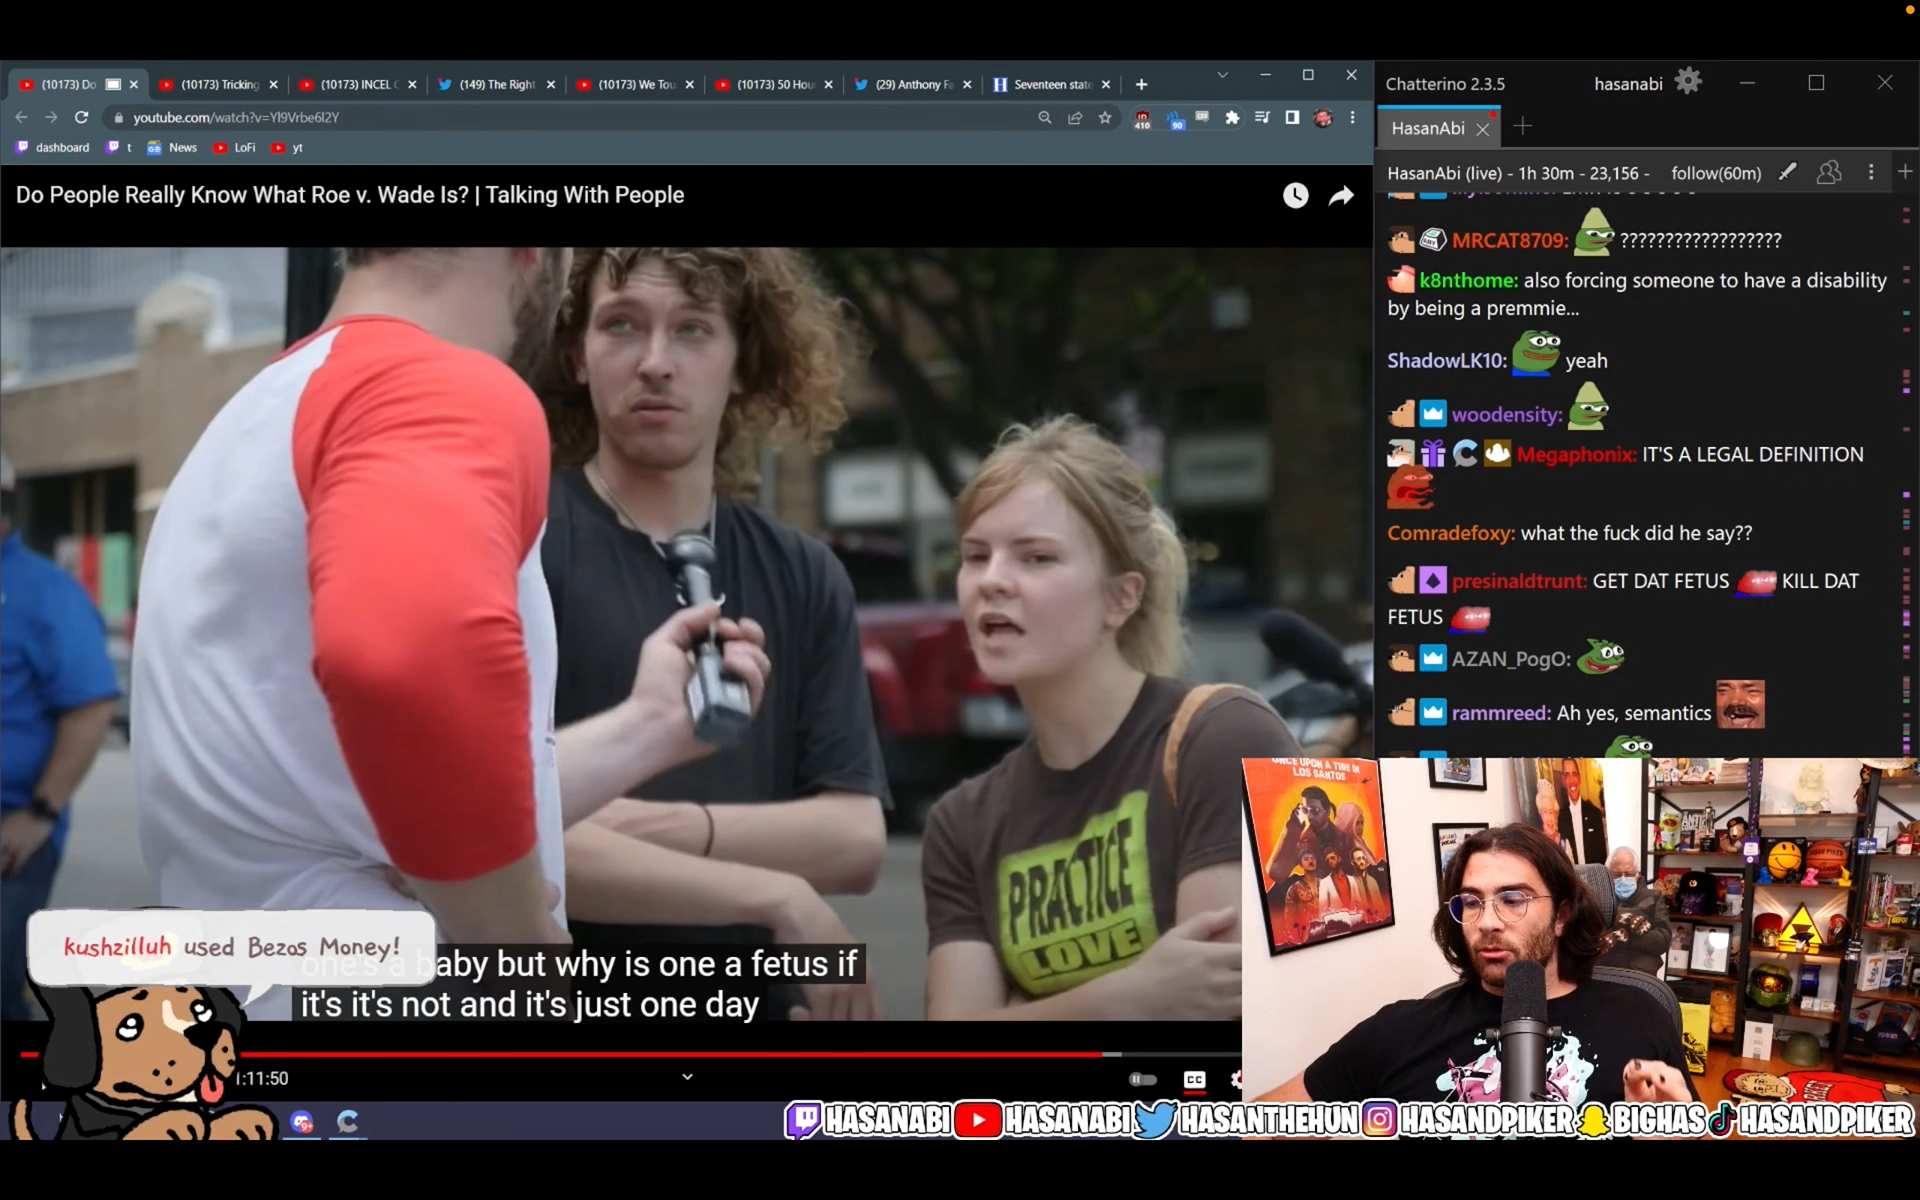 (10173) Do
(10173) Tricking
(10173) INCEL C
(149) The Right
(10173) We Tou
(10173) 50 Hou
(29) Anthony Fa
Seventeen state
youtube.com/watch?v=Yl9Vrbe6l2Y
410
90
dashboard
t
News
LoFi
yt
Do People Really Know What Roe v. Wade Is? | Talking With People
PRACTICE
LOVE
kushzilluh used Bezos Money!
one's a baby but why is one a fetus if
it's it's not and it's just one day
1:11:50
CC
Chatterino 2.3.5
hasanabi
HasanAbi
HasanAbi (live) - 1h 30m - 23,156 -
follow(60m)
MRCAT8709: ??????????????????
k8nthome: also forcing someone to have a disability
by being a premmie...
ShadowLK10: yeah
woodensity:
Megaphonix: IT'S A LEGAL DEFINITION
Comradefoxy: what the fuck did he say??
presinaldtrunt: GET DAT FETUS KILL DAT
FETUS
AZAN_PogO:
rammreed: Ah yes, semantics
ONCE UPON A TIME IN
LOS SANTOS
HASANABI
HASANABI
HASANTHEHUN
HASANDPIKER
BIGHAS
HASANDPIKER